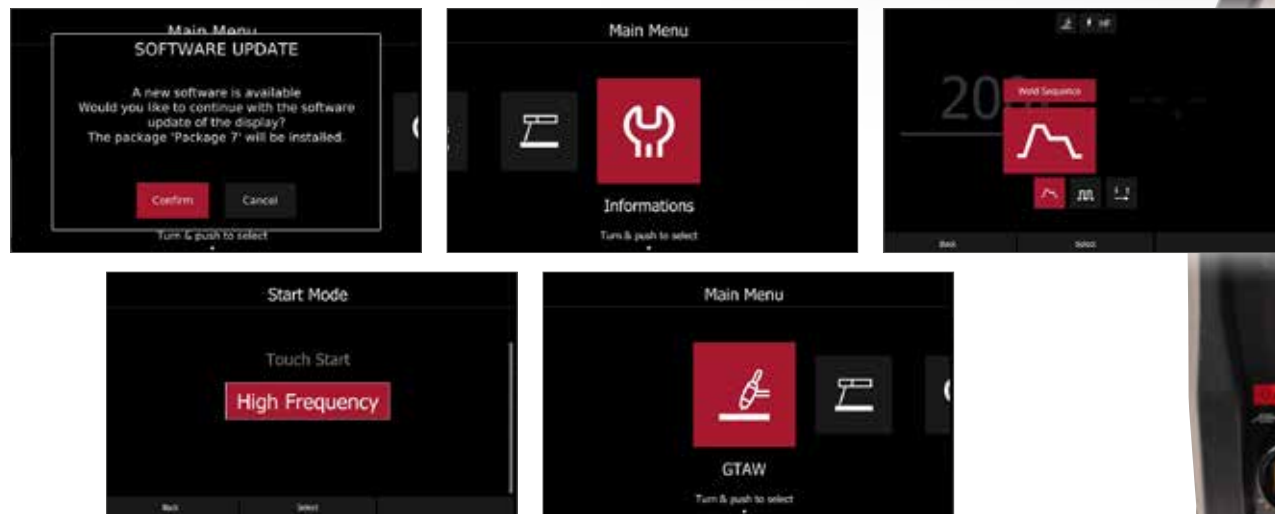 Main Menu
SOFTWARE UPDATE
A new software is available
Would you like to continue with the software
update of the display?
The package 'Package 7' will be installed.
Confirm
Cancel
Turn & push to select
Main Menu
Informations
Turn & push to select
HF
Weld Sequence
Back
Select
Start Mode
Touch Start
High Frequency
Back
Select
Main Menu
GTAW
Turn & push to select